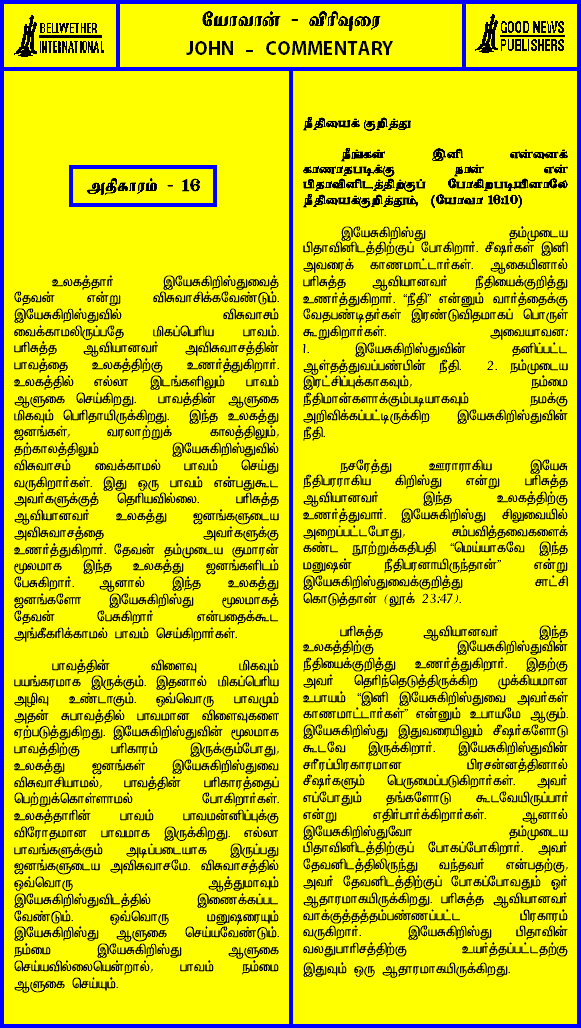 BELWETHER
INTERNATIONAL
யோவான் - விரிவுரை
JOHN - COMMENTARY
GOOD NEWS
PUBLISHERS
அதிகாரம் - 16
உலகத்தார் இயேசுகிறிஸ்துவைத்
தேவன் என்று விசுவாசிக்கவேண்டும்.
இயேசுகிறிஸ்துவில் விசுவாசம்
வைக்காமலிருப்பதே மிகப்பெரிய பாவம்.
பரிசுத்த ஆவியானவர் அவிசுவாசத்தின்
பாவத்தை உலகத்திற்கு உணர்த்துகிறார்.
உலகத்தில் எல்லா இடங்களிலும் பாவம்
ஆளுகை செய்கிறது. பாவத்தின் ஆளுகை
மிகவும் பெரிதாயிருக்கிறது. இந்த உலகத்து
ஜனங்கள், வரலாற்றுக் காலத்திலும்,
தற்காலத்திலும் இயேசுகிறிஸ்துவில்
விசுவாசம் வைக்காமல் பாவம் செய்து
வருகிறார்கள். இது ஒரு பாவம் என்பதுகூட
அவர்களுக்குத் தெரியவில்லை. பரிசுத்த
ஆவியானவர் உலகத்து ஜனங்களுடைய
அவிசுவாசத்தை அவர்களுக்கு
உணர்த்துகிறார். தேவன் தம்முடைய குமாரன்
மூலமாக இந்த உலகத்து ஜனங்களிடம்
பேசுகிறார். ஆனால் இந்த உலகத்து
ஜனங்களோ இயேசுகிறிஸ்து மூலமாகத்
தேவன் பேசுகிறார் என்பதைக்கூட
அங்கீகரிக்காமல் பாவம் செய்கிறார்கள்.
பாவத்தின் விளைவு மிகவும்
பயங்கரமாக இருக்கும். இதனால் மிகப்பெரிய
அழிவு உண்டாகும். ஒவ்வொரு பாவமும்
அதன் சுபாவத்தில் பாவமான விளைவுகளை
ஏற்படுத்துகிறது. இயேசுகிறிஸ்துவின் மூலமாக
பாவத்திற்கு பரிகாரம் இருக்கும்போது,
உலகத்து ஜனங்கள் இயேசுகிறிஸ்துவை
விசுவாசியாமல், பாவத்தின் பரிகாரத்தைப்
பெற்றுக்கொள்ளாமல் போகிறார்கள்.
உலகத்தாரின் பாவம் பாவமன்னிப்புக்கு
விரோதமான பாவமாக இருக்கிறது. எல்லா
பாவங்களுக்கும் அடிப்படையாக இருப்பது
ஜனங்களுடைய அவிசுவாசமே. விசுவாசத்தில்
ஒவ்வொரு ஆத்துமாவும்
இயேசுகிறிஸ்துவிடத்தில் இணைக்கப்பட
வேண்டும். ஒவ்வொரு மனுஷரையும்
இயேசுகிறிஸ்து ஆளுகை செய்யவேண்டும்.
நம்மை இயேசுகிறிஸ்து ஆளுகை
செய்யவில்லையென்றால், பாவம் நம்மை
ஆளுகை செய்யும்.
நீதியைக் குறித்து
நீங்கள் இனி என்னைக்
காணாதபடிக்கு நான் என்
பிதாவினிடத்திற்குப் போகிறபடியினாலே
நீதியைக்குறித்தும், (யோவா 16:10)
இயேசுகிறிஸ்து தம்முடைய
பிதாவினிடத்திற்குப் போகிறார். சீஷர்கள் இனி
அவரைக் காணமாட்டார்கள். ஆகையினால்
பரிசுத்த ஆவியானவர் நீதியைக்குறித்து
உணர்த்துகிறார். “நீதி” என்னும் வார்த்தைக்கு
வேதபண்டிதர்கள் இரண்டுவிதமாகப் பொருள்
கூறுகிறார்கள். அவையாவன:
1. இயேசுகிறிஸ்துவின் தனிப்பட்ட
ஆள்தத்துவப்பண்பின் நீதி. 2. நம்முடைய
இரட்சிப்புக்காகவும், நம்மை
நீதிமான்களாக்கும்படியாகவும் நமக்கு
அறிவிக்கப்பட்டிருக்கிற இயேசுகிறிஸ்துவின்
நீதி.
நசரேத்து ஊராராகிய இயேசு
நீதிபரராகிய கிறிஸ்து என்று பரிசுத்த
ஆவியானவர் இந்த உலகத்திற்கு
உணர்த்துவார். இயேசுகிறிஸ்து சிலுவையில்
அறைப்பட்டபோது, சம்பவித்தவைகளைக்
கண்ட நூற்றுக்கதிபதி “மெய்யாகவே இந்த
மனுஷன் நீதிபரனாயிருந்தான்” என்று
இயேசுகிறிஸ்துவைக்குறித்து சாட்சி
கொடுத்தான் (லூக் 23:47).
பரிசுத்த ஆவியானவர் இந்த
உலகத்திற்கு இயேசுகிறிஸ்துவின்
நீதியைக்குறித்து உணர்த்துகிறார். இதற்கு
அவர் தெரிந்தெடுத்திருக்கிற முக்கியமான
உபாயம் “இனி இயேசுகிறிஸ்துவை அவர்கள்
காணமாட்டார்கள்” என்னும் உபாயமே ஆகும்.
இயேசுகிறிஸ்து இதுவரையிலும் சீஷர்களோடு
கூடவே இருக்கிறார். இயேசுகிறிஸ்துவின்
சரீரப்பிரகாரமான பிரசன்னத்தினால்
சீஷர்களும் பெருமைப்படுகிறார்கள். அவர்
எப்போதும் தங்களோடு கூடவேயிருப்பார்
என்று எதிர்பார்க்கிறார்கள். ஆனால்
இயேசுகிறிஸ்துவோ தம்முடைய
பிதாவினிடத்திற்குப் போகப்போகிறார். அவர்
தேவனிடத்திலிருந்து வந்தவர் என்பதற்கு,
அவர் தேவனிடத்திற்குப் போகப்போவதும் ஓர்
ஆதாரமாகயிருக்கிறது. பரிசுத்த ஆவியானவர்
வாக்குத்தத்தம்பண்ணப்பட்ட பிரகாரம்
வருகிறார். இயேசுகிறிஸ்து பிதாவின்
வலதுபாரிசத்திற்கு உயர்த்தப்பட்டதற்கு
இதுவும் ஒரு ஆதாரமாகயிருக்கிறது.